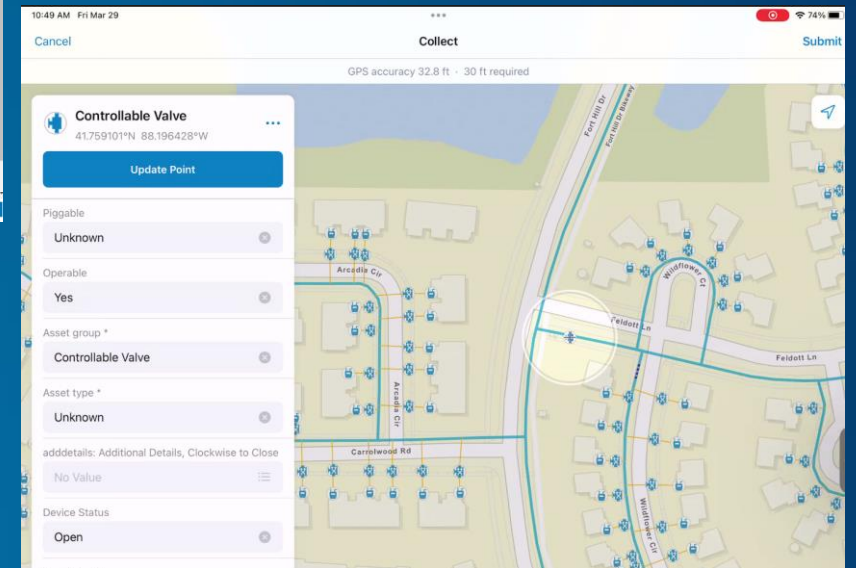 10:49 AM Fri Mar 29
74%
Cancel
Collect
Submit
GPS accuracy 32.8 ft · 30 ft required
Controllable Valve
41.759101°N 88.196428°W
Update Point
Piggable
Unknown
Operable
Yes
Asset group *
Controllable Valve
Asset type *
Unknown
adddetails: Additional Details, Clockwise to Close
No Value
Device Status
Open
Fort Hill Dr
Fort Hill Dr Bikeway
Arcadia Cir
Wildflower Ct
Feldott Ln
Feldott Ln
Arcadia Cir
Carrolwood Rd
Wildflower Cir